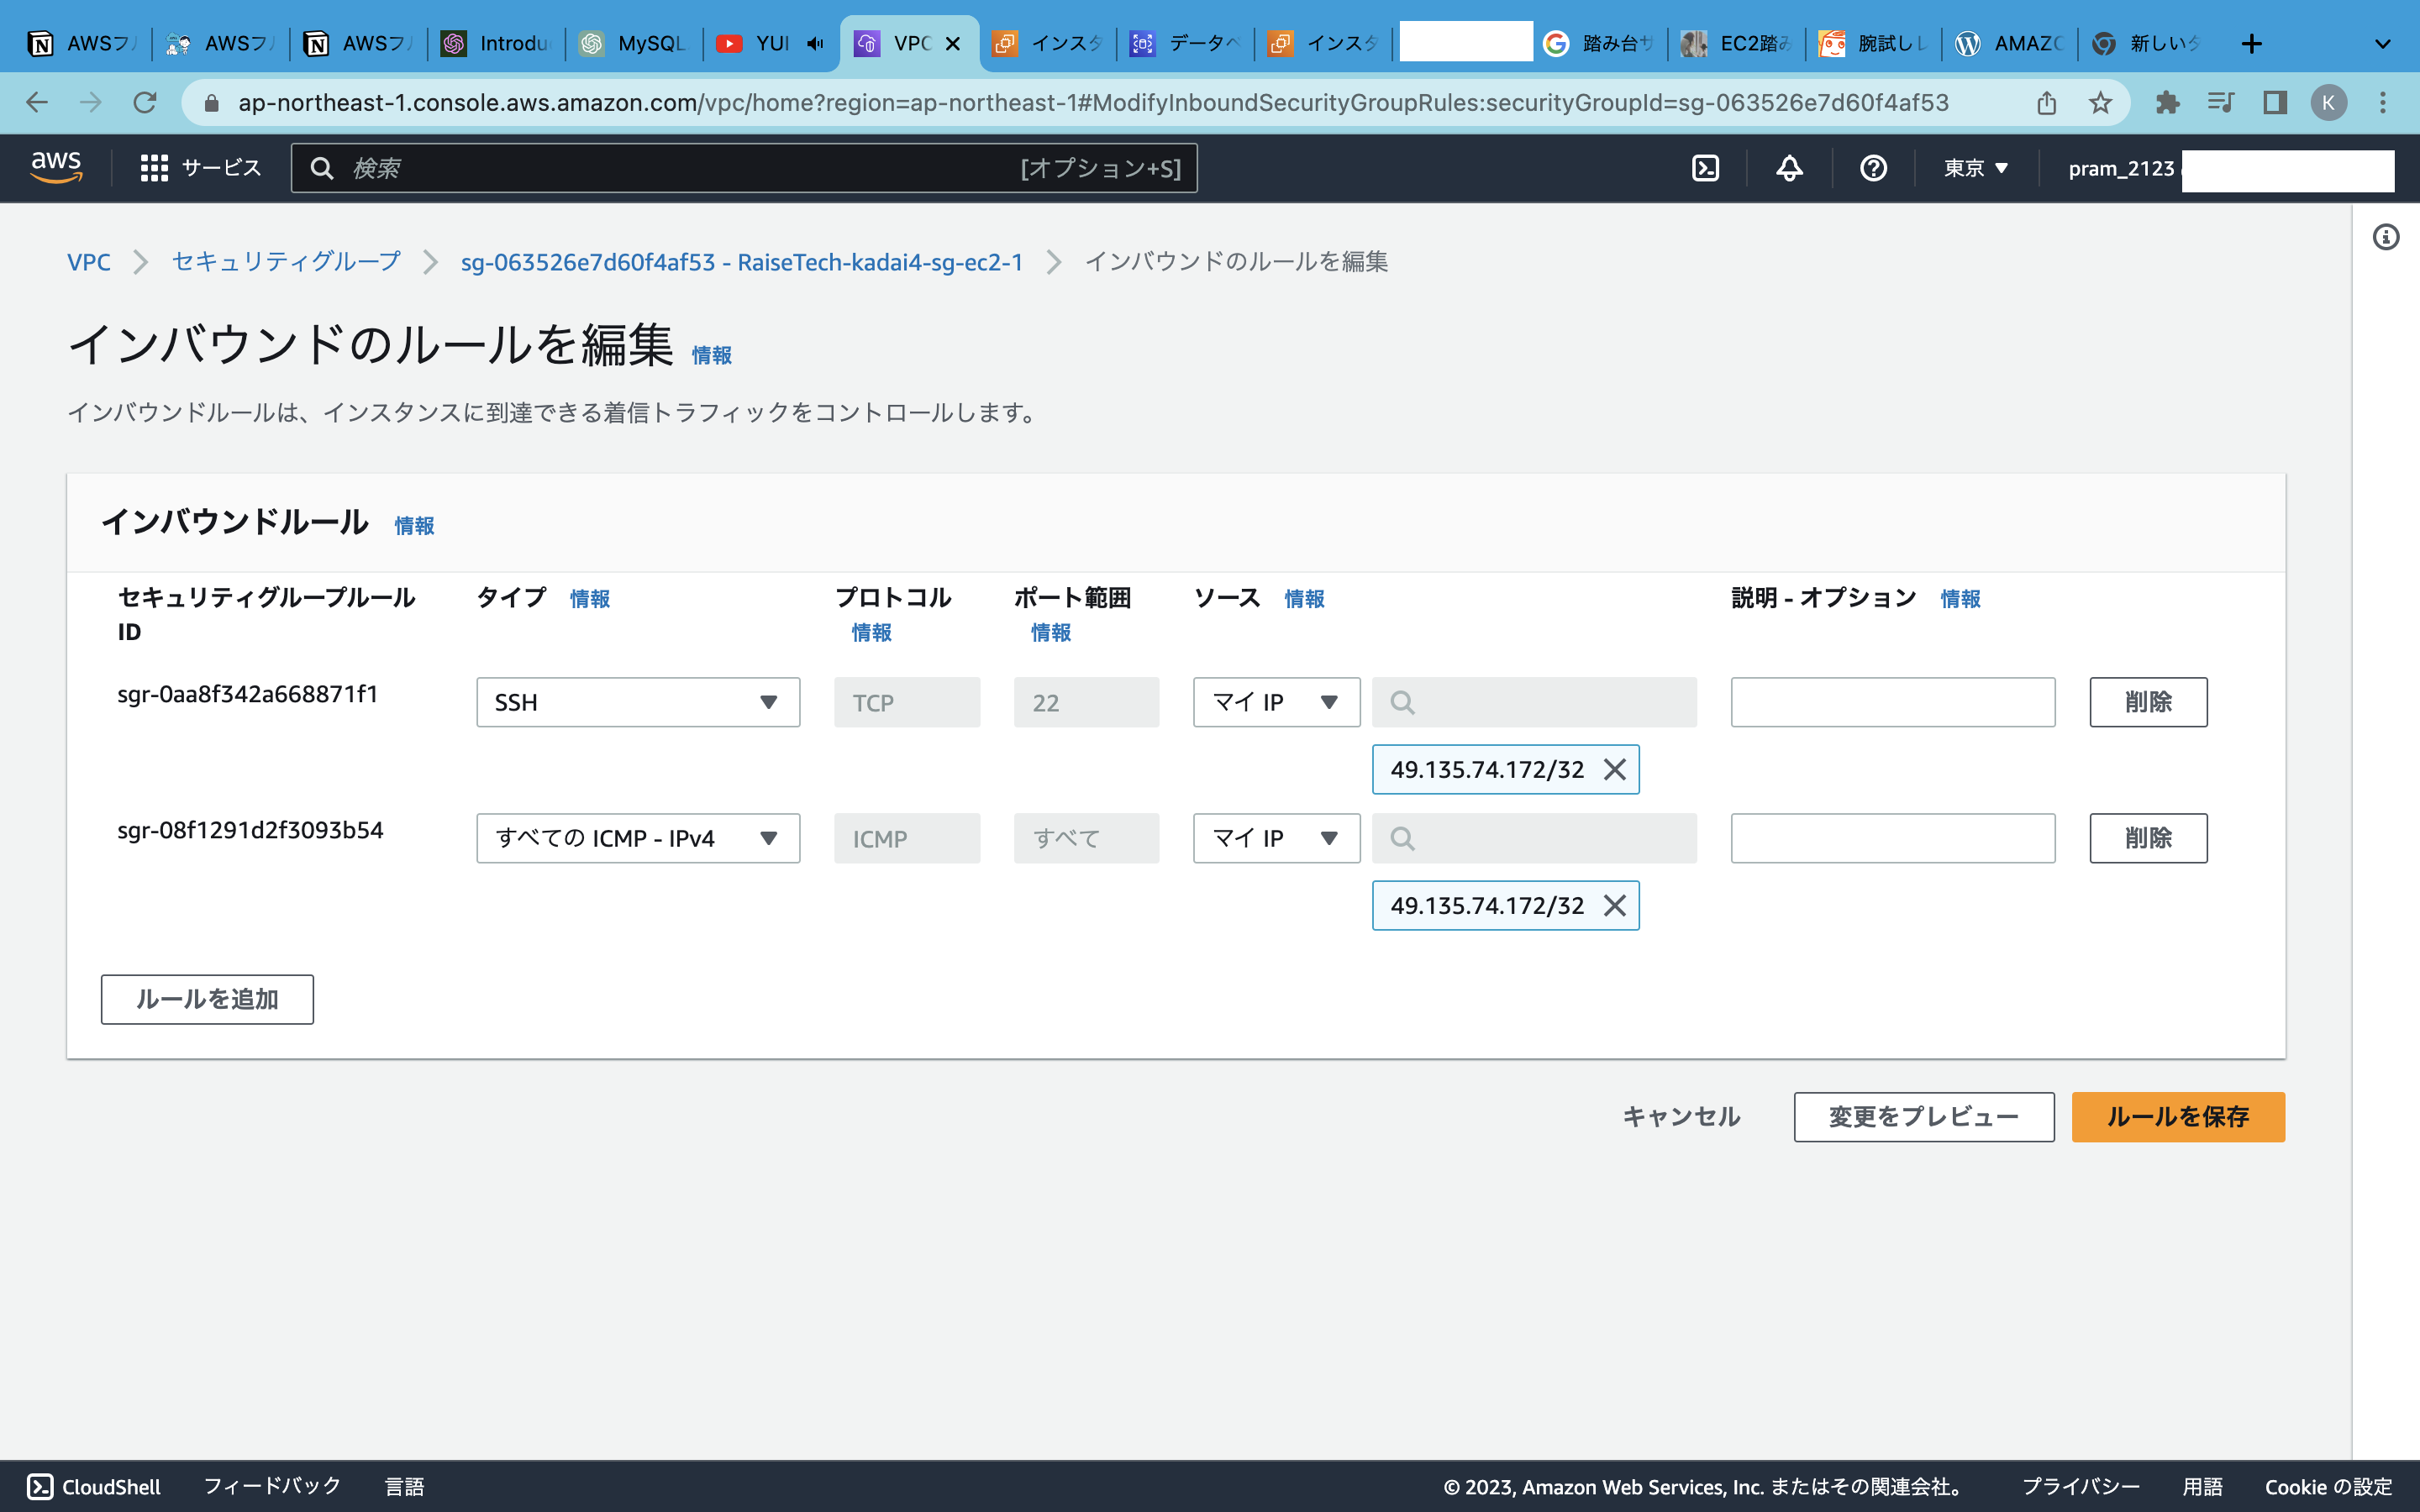 AWSフ
AWSフ
AWSフ
Introdu
MySQL
YUI
VPC
インスタ
データベ
インスタ
踏み台サ
EC2踏み
腕試しレ
AMAZO
新しいタ
ap-northeast-1.console.aws.amazon.com/vpc/home?region=ap-northeast-1#ModifyInboundSecurityGroupRules:securityGroupId=sg-063526e7d60f4af53
K
aws
サービス
検索
[オプション+S]
東京
pram_2123
VPC
セキュリティグループ
sg-063526e7d60f4af53 - RaiseTech-kadai4-sg-ec2-1
インバウンドのルールを編集
インバウンドのルールを編集 情報
インバウンドルールは、インスタンスに到達できる着信トラフィックをコントロールします。
インバウンドルール 情報
セキュリティグループルール
ID
タイプ 情報
プロトコル
情報
ポート範囲
情報
ソース 情報
説明 - オプション 情報
sgr-0aa8f342a668871f1
SSH
TCP
22
マイ IP
削除
49.135.74.172/32
sgr-08f1291d2f3093b54
すべての ICMP - IPv4
ICMP
すべて
マイ IP
削除
49.135.74.172/32
ルールを追加
キャンセル
変更をプレビュー
ルールを保存
CloudShell
フィードバック
言語
© 2023, Amazon Web Services, Inc. またはその関連会社。
プライバシー
用語
Cookie の設定